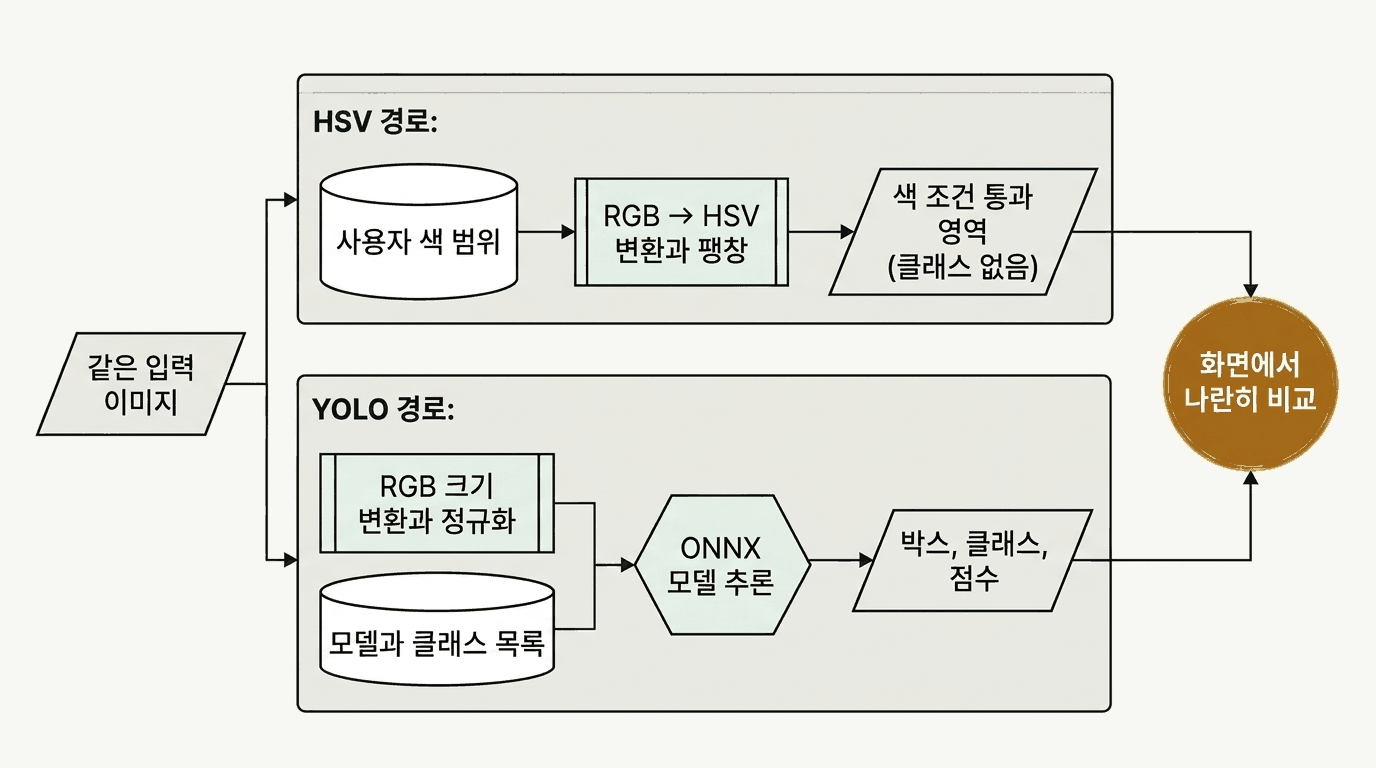 HSV 경로:
사용자 색 범위
RGB → HSV
변환과 팽창
색 조건 통과
영역
(클래스 없음)
같은 입력
이미지
화면에서
나란히 비교
YOLO 경로:
RGB 크기
변환과 정규화
모델과 클래스 목록
ONNX
모델 추론
박스, 클래스,
점수